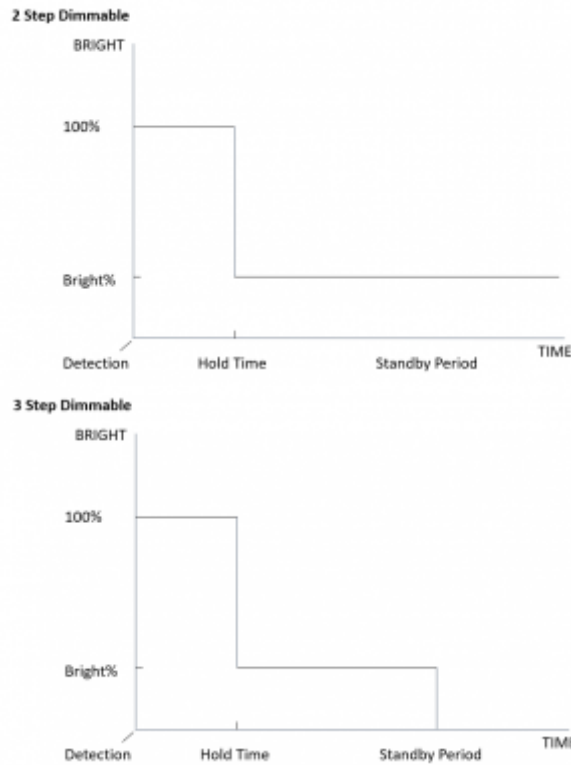 2 Step Dimmable
BRIGHT
100%
Bright%
TIME
Detection Hold Time Standby Period
3 Step Dimmable
BRIGHT
100%
Bright%
TIME
Detection Hold Time Standby Period